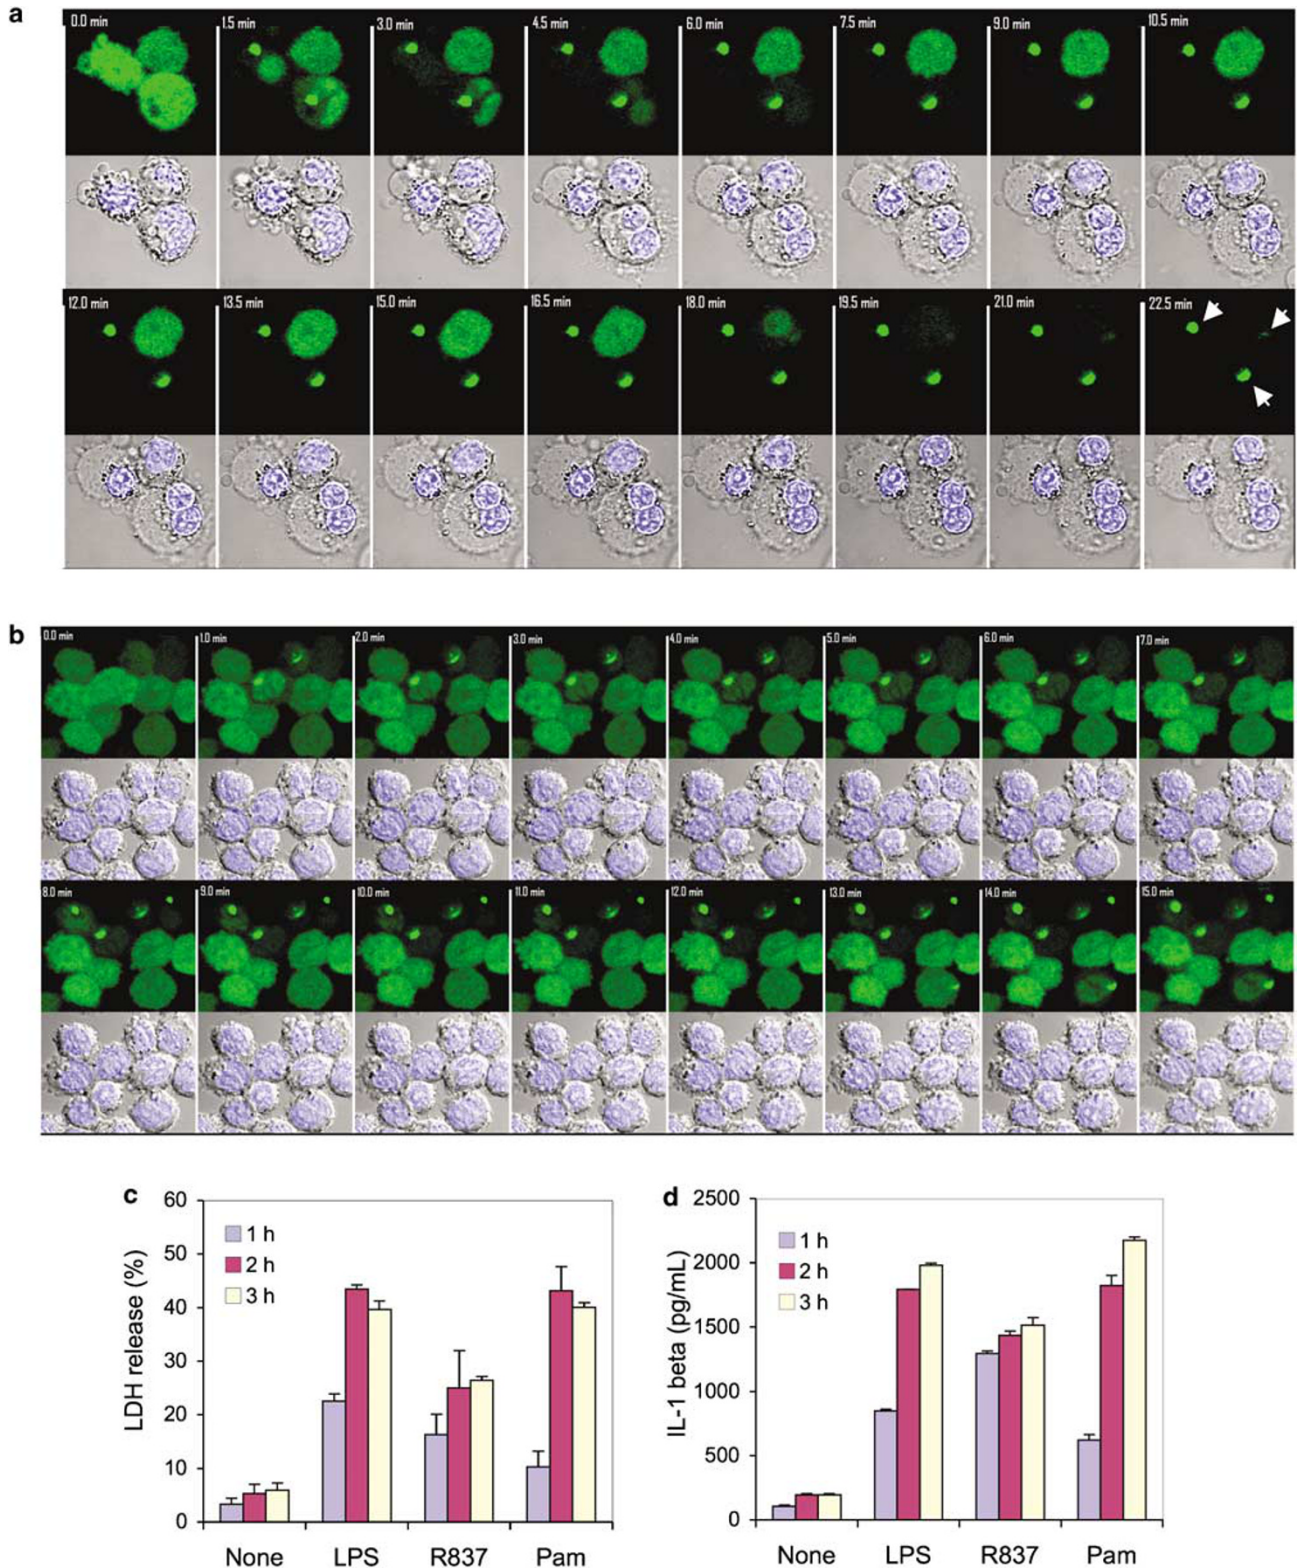 a
0.0 min 1.5 min 3.0 min 4.5 min 6.0 min 7.5 min 9.0 min 10.5 min
12.0 min 13.5 min 15.0 min 16.5 min 18.0 min 19.5 min 21.0 min 22.5 min
b
0.0 min 1.0 min 2.0 min 3.0 min 4.0 min 5.0 min 6.0 min 7.0 min
8.0 min 9.0 min 10.0 min 11.0 min 12.0 min 13.0 min 14.0 min 15.0 min
c
60
50
40
30
20
10
0
LDH release (%)
1 h
2 h
3 h
None LPS R837 Pam
d
2500
2000
1500
1000
500
0
IL-1 beta (pg/mL)
1 h
2 h
3 h
None LPS R837 Pam